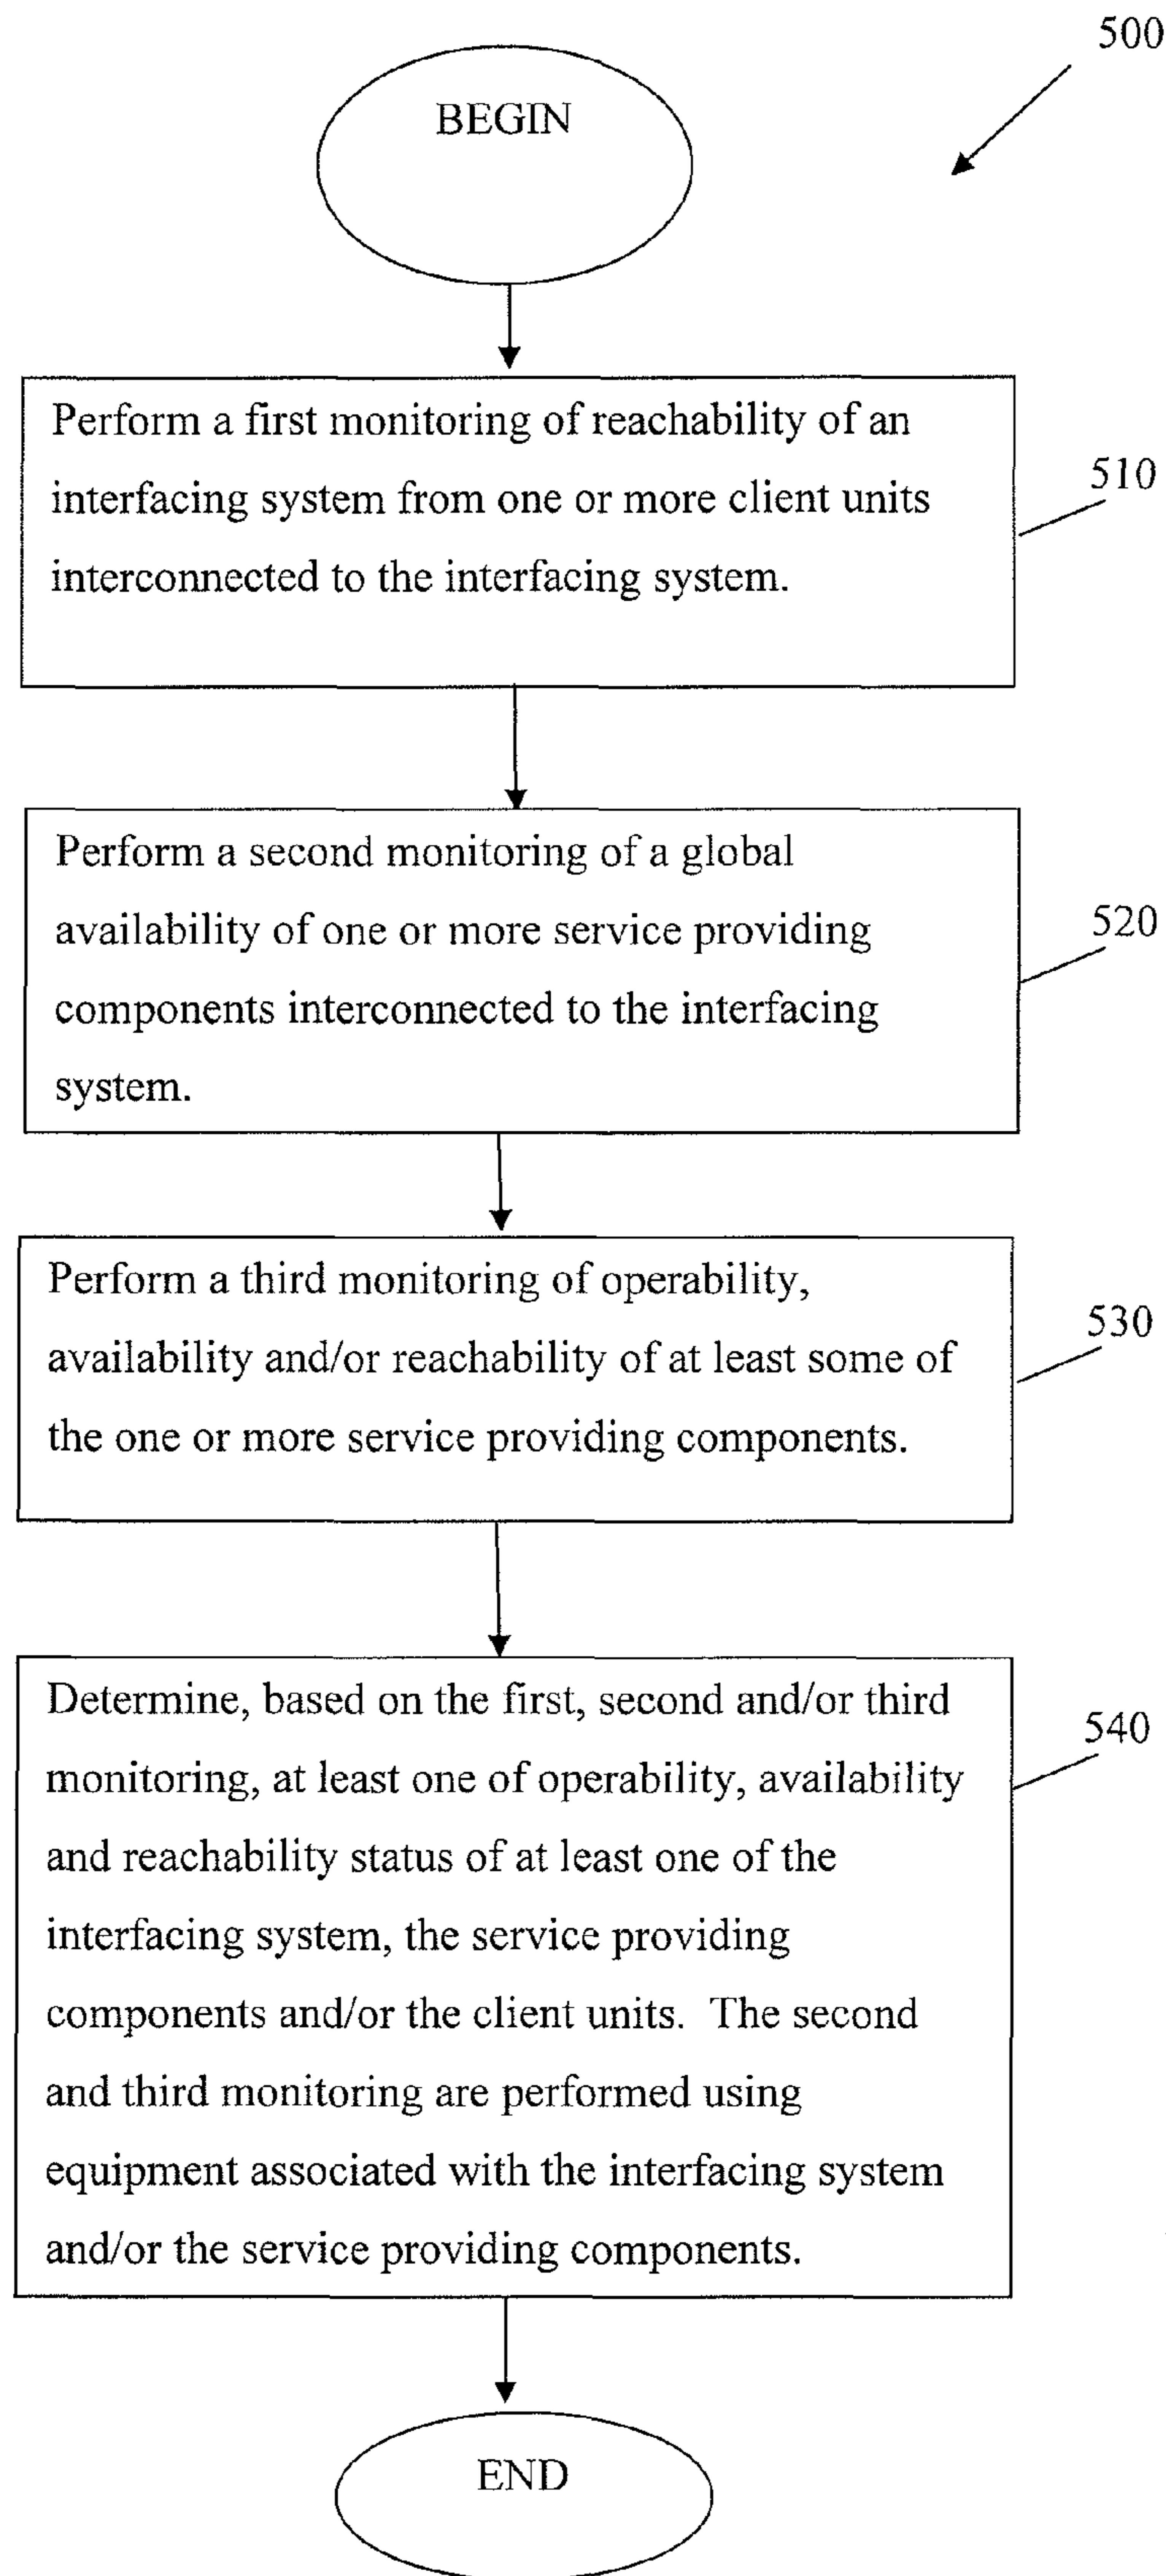 500
BEGIN
Perform a first monitoring of reachability of an
interfacing system from one or more client units
interconnected to the interfacing system.
510
Perform a second monitoring of a global
availability of one or more service providing
components interconnected to the interfacing
system.
520
Perform a third monitoring of operability,
availability and/or reachability of at least some of
the one or more service providing components.
530
Determine, based on the first, second and/or third
monitoring, at least one of operability, availability
and reachability status of at least one of the
interfacing system, the service providing
components and/or the client units.  The second
and third monitoring are performed using
equipment associated with the interfacing system
and/or the service providing components.
540
END